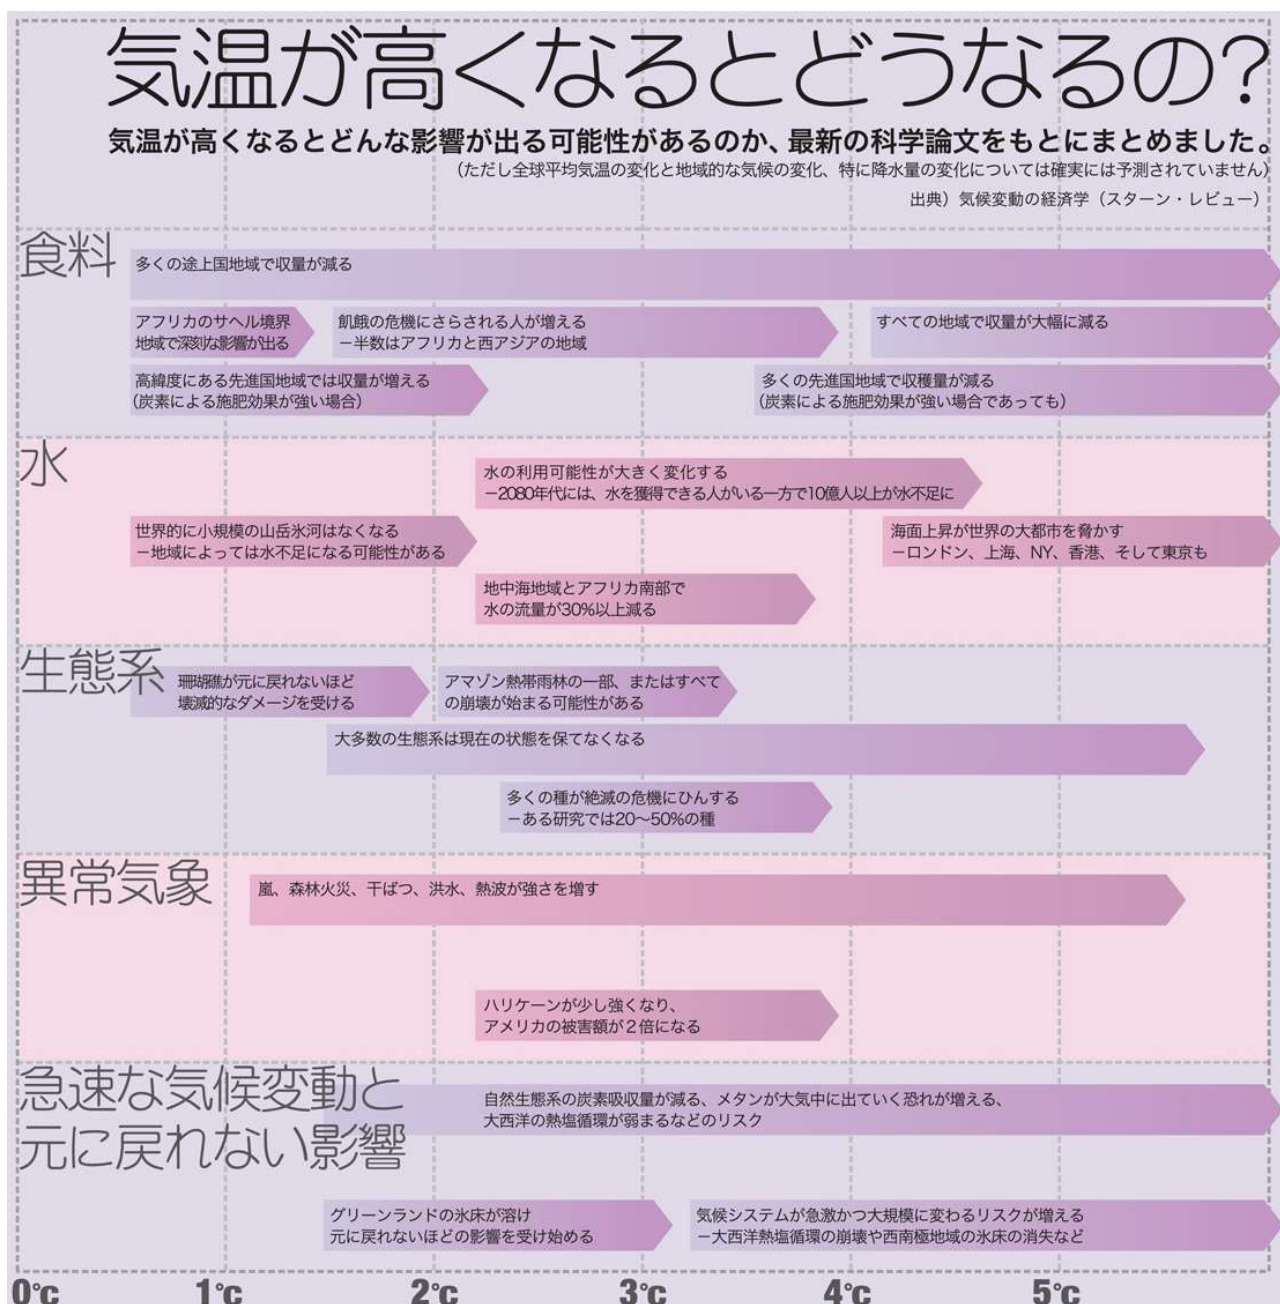 気温が高くなるとどうなるの?
気温が高くなるとどんな影響が出る可能性があるのか、最新の科学論文をもとにまとめました。
(ただし全球平均気温の変化と地域的な気候の変化、特に降水量の変化については確実には予測されていません)
出典）気候変動の経済学（スターン・レビュー）
食料
多くの途上国地域で収量が減る
アフリカのサヘル境界
地域で深刻な影響が出る
飢餓の危機にさらされる人が増える
－半数はアフリカと西アジアの地域
すべての地域で収量が大幅に減る
高緯度にある先進国地域では収量が増える
(炭素による施肥効果が強い場合)
多くの先進国地域で収穫量が減る
(炭素による施肥効果が強い場合であっても)
水
水の利用可能性が大きく変化する
－2080年代には、水を獲得できる人がいる一方で10億人以上が水不足に
世界的に小規模の山岳氷河はなくなる
－地域によっては水不足になる可能性がある
海面上昇が世界の大都市を脅かす
－ロンドン、上海、NY、香港、そして東京も
地中海地域とアフリカ南部で
水の流量が30%以上減る
生態系
珊瑚礁が元に戻れないほど
壊滅的なダメージを受ける
アマゾン熱帯雨林の一部、またはすべて
の崩壊が始まる可能性がある
大多数の生態系は現在の状態を保てなくなる
多くの種が絶滅の危機にひんする
－ある研究では20〜50%の種
異常気象
嵐、森林火災、干ばつ、洪水、熱波が強さを増す
ハリケーンが少し強くなり、
アメリカの被害額が２倍になる
急速な気候変動と
元に戻れない影響
自然生態系の炭素吸収量が減る、メタンが大気中に出ていく恐れが増える、
大西洋の熱塩循環が弱まるなどのリスク
グリーンランドの氷床が溶け
元に戻れないほどの影響を受け始める
気候システムが急激かつ大規模に変わるリスクが増える
－大西洋熱塩循環の崩壊や西南極地域の氷床の消失など
0℃ 1℃ 2℃ 3℃ 4℃ 5℃